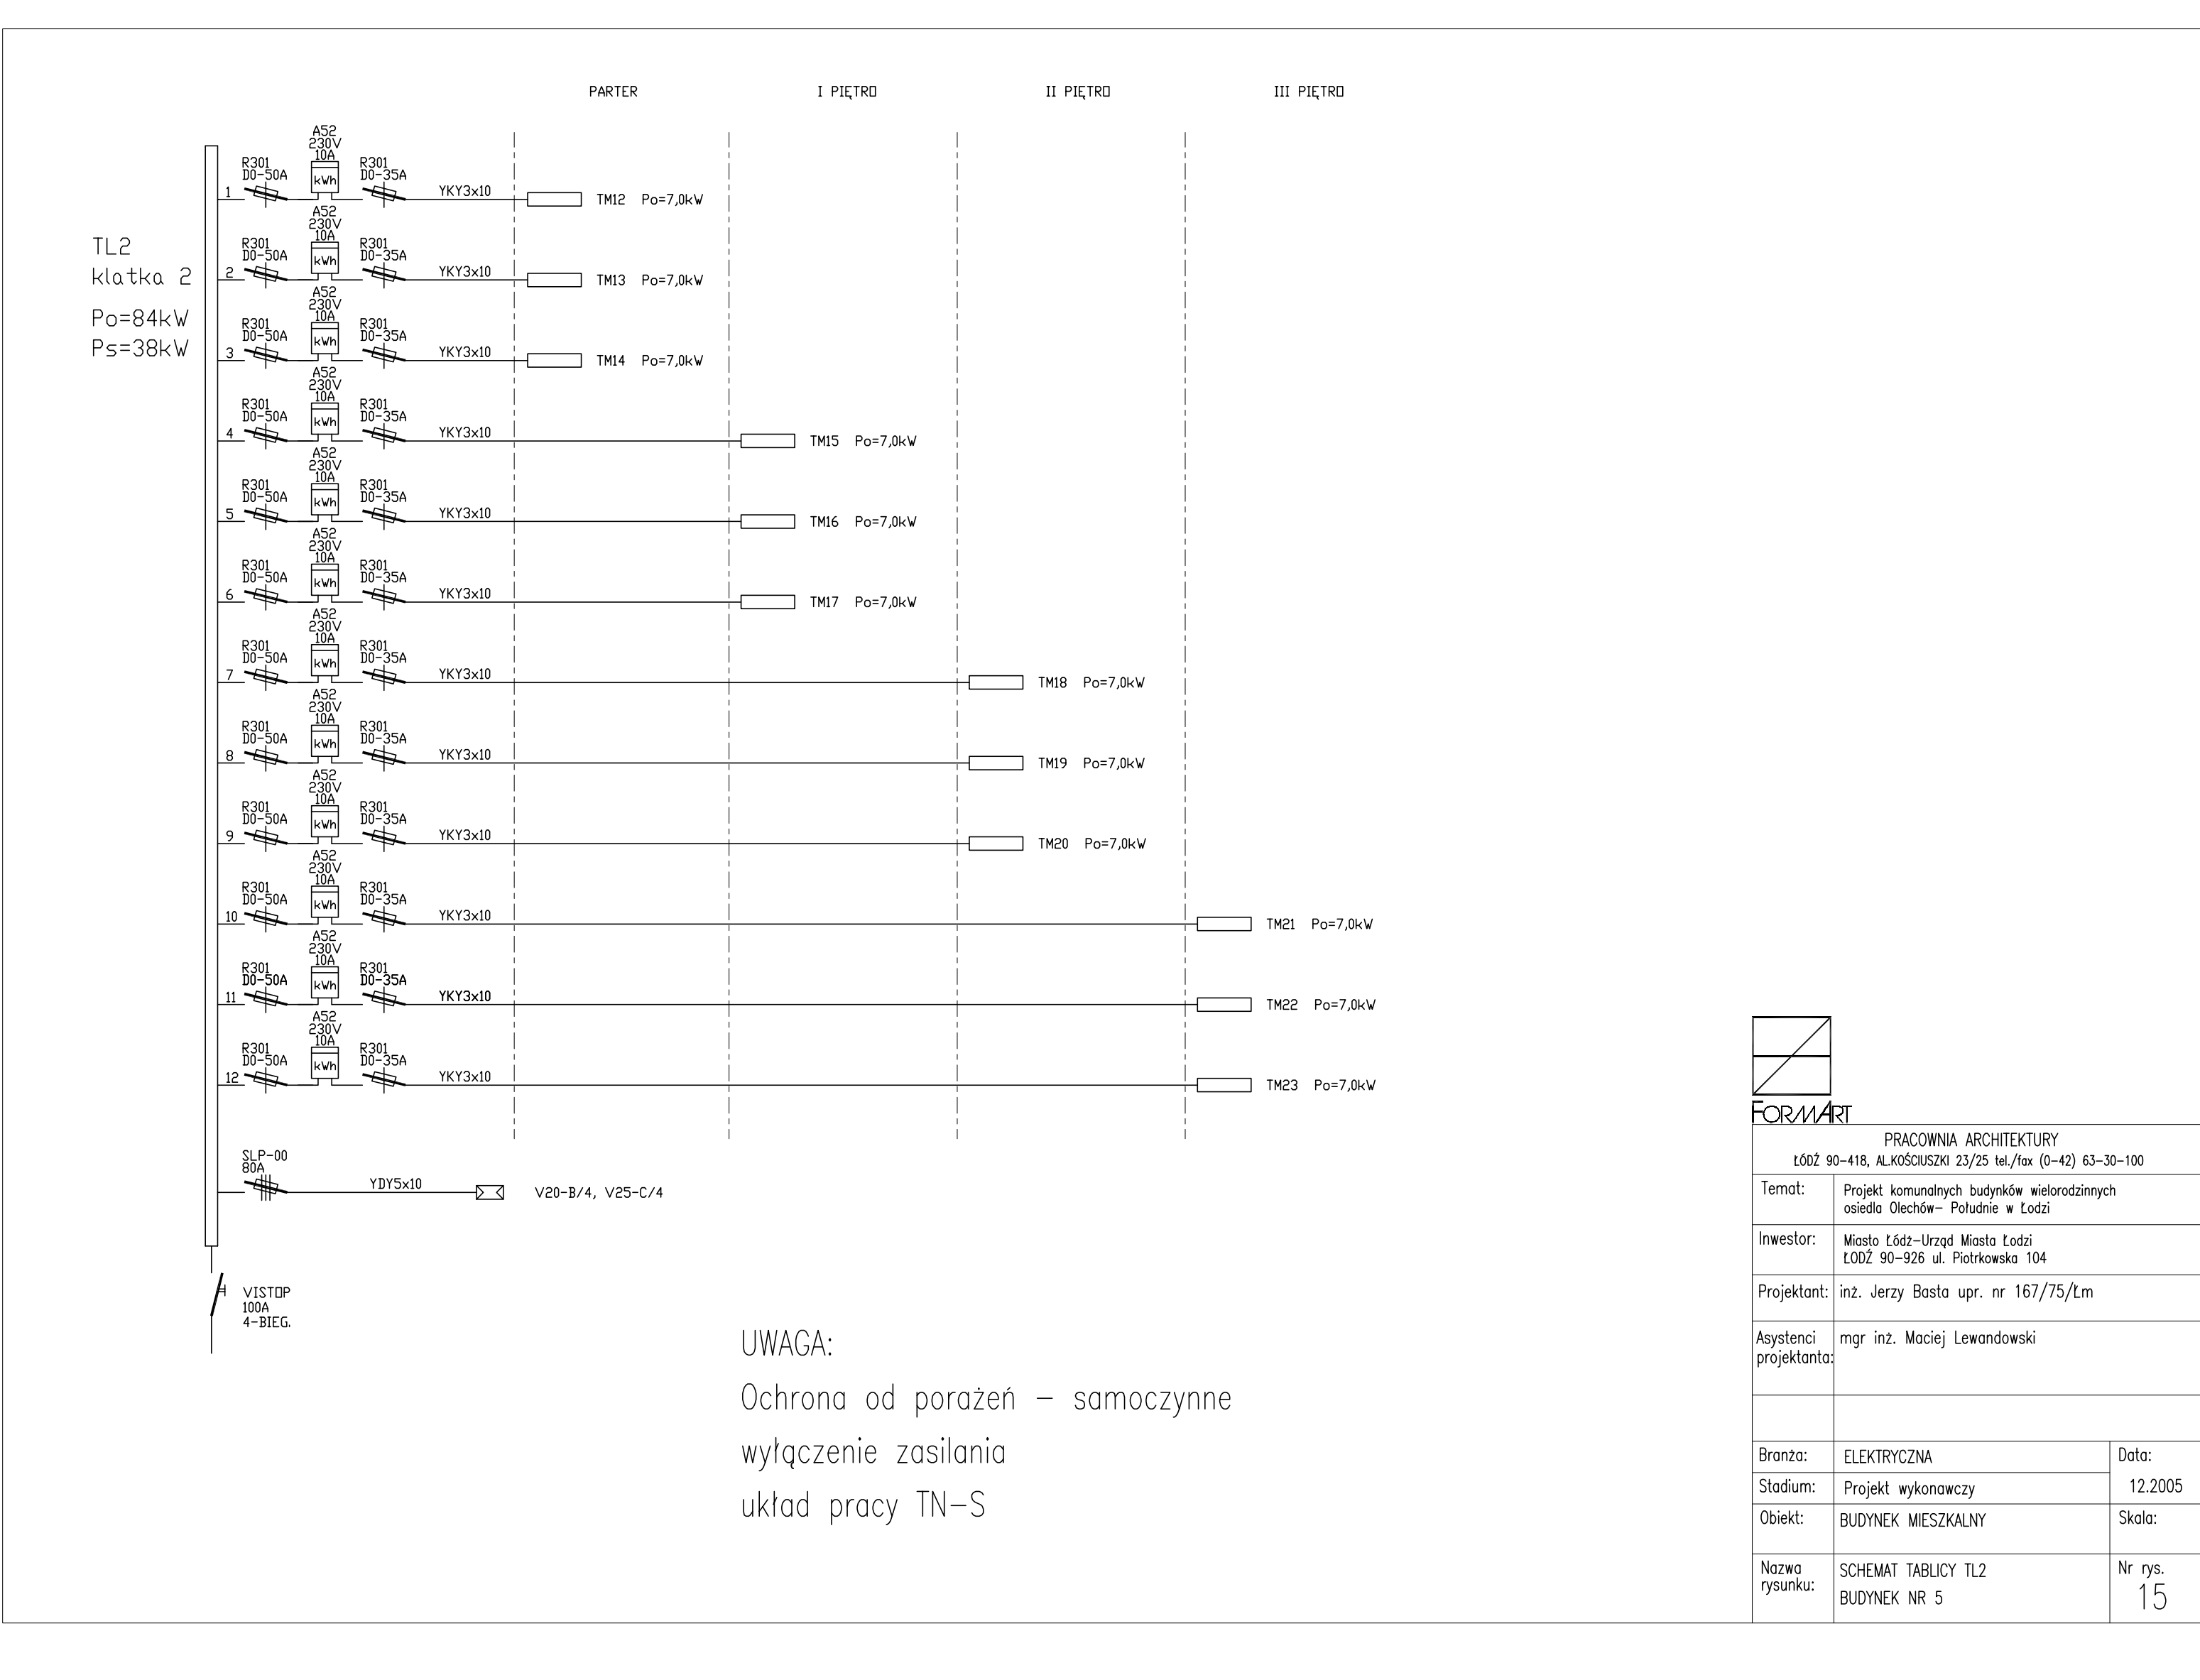 PARTER I PIĘTRO II PIĘTRO III PIĘTRO
TL2
klatka 2
Po=84kW
Ps=38kW
A52
230V
10A
R301 R301
D0-50A kWh D0-35A
1 YKY3x10 TM12 Po=7,0kW
A52
230V
10A
R301 R301
D0-50A kWh D0-35A
2 YKY3x10 TM13 Po=7,0kW
A52
230V
10A
R301 R301
D0-50A kWh D0-35A
3 YKY3x10 TM14 Po=7,0kW
A52
230V
10A
R301 R301
D0-50A kWh D0-35A
4 YKY3x10 TM15 Po=7,0kW
A52
230V
10A
R301 R301
D0-50A kWh D0-35A
5 YKY3x10 TM16 Po=7,0kW
A52
230V
10A
R301 R301
D0-50A kWh D0-35A
6 YKY3x10 TM17 Po=7,0kW
A52
230V
10A
R301 R301
D0-50A kWh D0-35A
7 YKY3x10 TM18 Po=7,0kW
A52
230V
10A
R301 R301
D0-50A kWh D0-35A
8 YKY3x10 TM19 Po=7,0kW
A52
230V
10A
R301 R301
D0-50A kWh D0-35A
9 YKY3x10 TM20 Po=7,0kW
A52
230V
10A
R301 R301
D0-50A kWh D0-35A
10 YKY3x10 TM21 Po=7,0kW
A52
230V
10A
R301 R301
D0-50A kWh D0-35A
11 YKY3x10 TM22 Po=7,0kW
A52
230V
10A
R301 R301
D0-50A kWh D0-35A
12 YKY3x10 TM23 Po=7,0kW
SLP-00
80A
YDY5x10 V20-B/4, V25-C/4
VISTOP
100A
4-BIEG.
UWAGA:
Ochrona od porażeń – samoczynne
wyłączenie zasilania
układ pracy TN-S
FORMART
PRACOWNIA ARCHITEKTURY
ŁÓDŹ 90-418, AL.KOŚCIUSZKI 23/25 tel./fax (0-42) 63-30-100
Temat: Projekt komunalnych budynków wielorodzinnych
osiedla Olechów- Południe w Łodzi
Inwestor: Miasto Łódż-Urząd Miasta Łodzi
ŁODŹ 90-926 ul. Piotrkowska 104
Projektant: inż. Jerzy Basta upr. nr 167/75/Łm
Asystenci projektanta: mgr inż. Maciej Lewandowski
Branża: ELEKTRYCZNA Data:
Stadium: Projekt wykonawczy 12.2005
Obiekt: BUDYNEK MIESZKALNY Skala:
Nazwa rysunku: SCHEMAT TABLICY TL2 Nr rys.
BUDYNEK NR 5 15